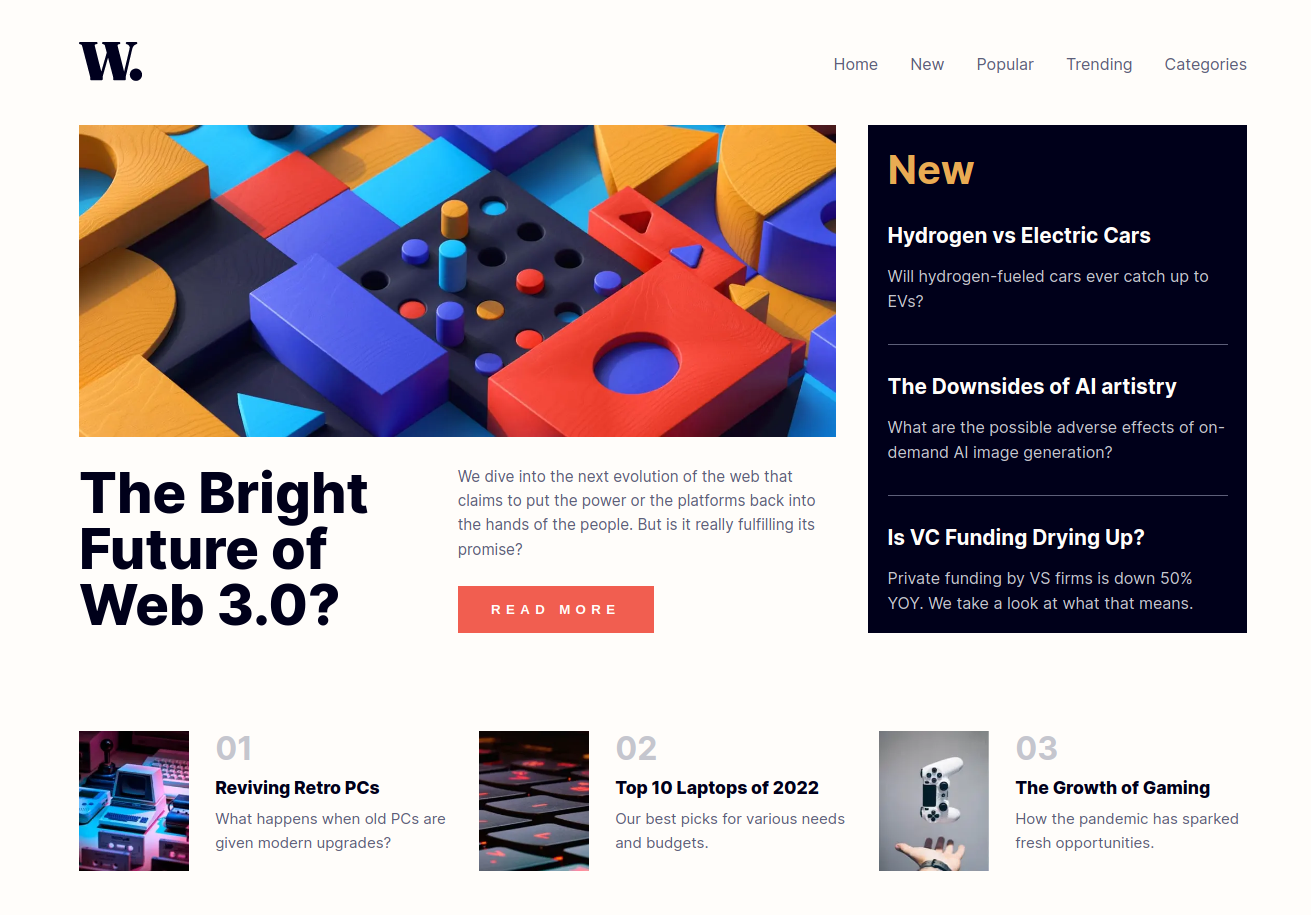 W.
Home New Popular Trending Categories
New
Hydrogen vs Electric Cars
Will hydrogen-fueled cars ever catch up to
EVs?
The Downsides of AI artistry
What are the possible adverse effects of on-
demand AI image generation?
Is VC Funding Drying Up?
Private funding by VS firms is down 50%
YOY. We take a look at what that means.
The Bright
Future of
Web 3.0?
We dive into the next evolution of the web that
claims to put the power or the platforms back into
the hands of the people. But is it really fulfilling its
promise?
READ MORE
01
Reviving Retro PCs
What happens when old PCs are
given modern upgrades?
02
Top 10 Laptops of 2022
Our best picks for various needs
and budgets.
03
The Growth of Gaming
How the pandemic has sparked
fresh opportunities.